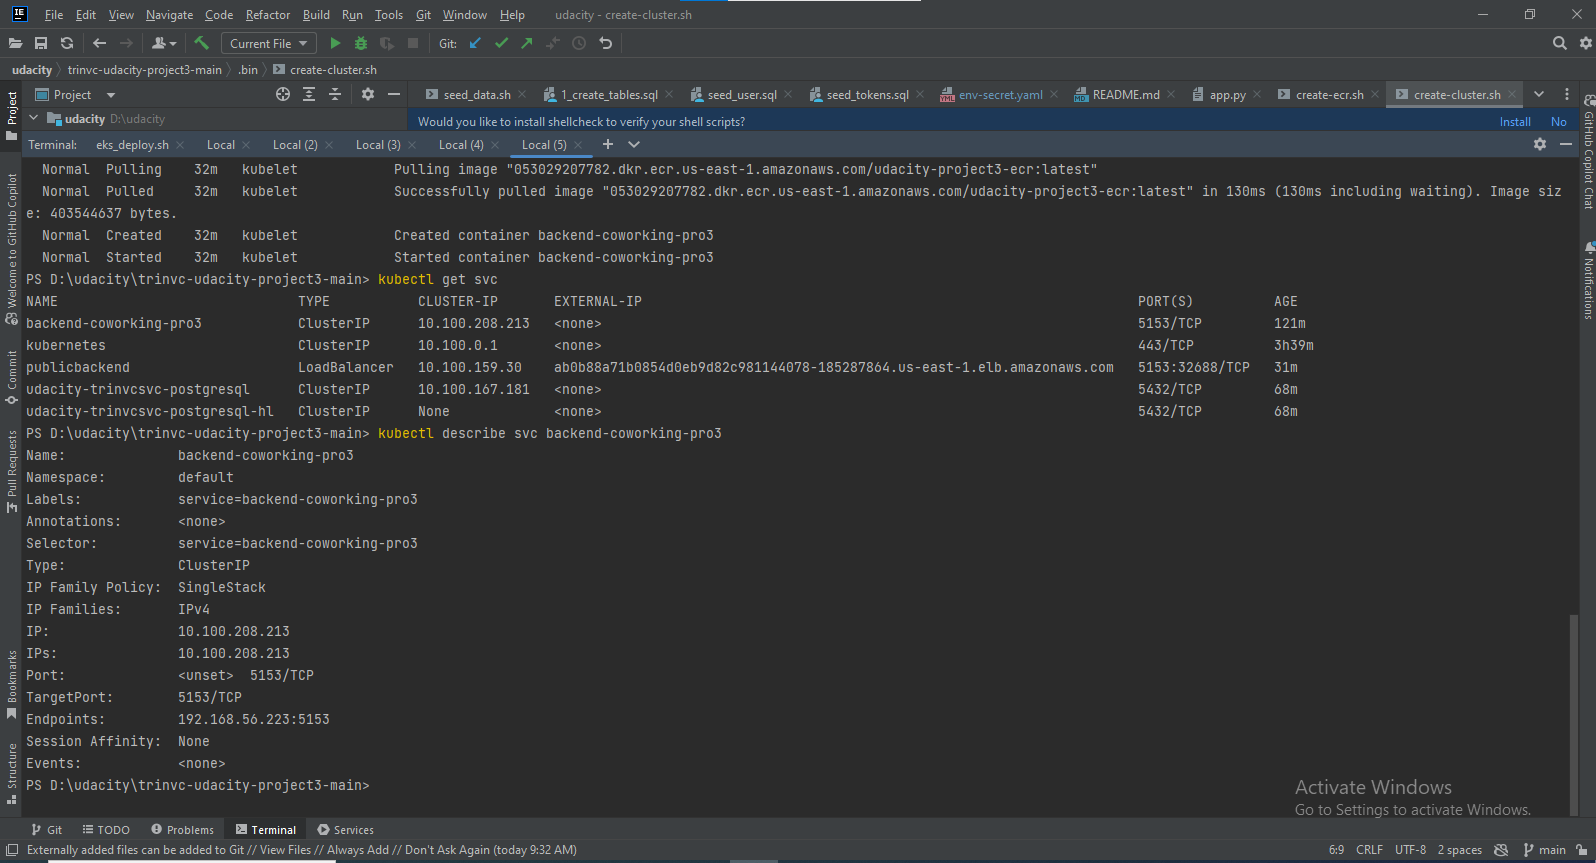 File Edit View Navigate Code Refactor Build Run Tools Git Window Help udacity - create-cluster.sh
Current File Git:
udacity trinvc-udacity-project3-main .bin create-cluster.sh
Project seed_data.sh 1_create_tables.sql seed_user.sql seed_tokens.sql env-secret.yaml README.md app.py create-ecr.sh create-cluster.sh
udacity D:\udacity Would you like to install shellcheck to verify your shell scripts? Install No
Terminal: eks_deploy.sh Local Local (2) Local (3) Local (4) Local (5)
Normal Pulling 32m kubelet Pulling image "053029207782.dkr.ecr.us-east-1.amazonaws.com/udacity-project3-ecr:latest"
Normal Pulled 32m kubelet Successfully pulled image "053029207782.dkr.ecr.us-east-1.amazonaws.com/udacity-project3-ecr:latest" in 130ms (130ms including waiting). Image siz
e: 403544637 bytes.
Normal Created 32m kubelet Created container backend-coworking-pro3
Normal Started 32m kubelet Started container backend-coworking-pro3
PS D:\udacity\trinvc-udacity-project3-main> kubectl get svc
NAME TYPE CLUSTER-IP EXTERNAL-IP PORT(S) AGE
backend-coworking-pro3 ClusterIP 10.100.208.213 <none> 5153/TCP 121m
kubernetes ClusterIP 10.100.0.1 <none> 443/TCP 3h39m
publicbackend LoadBalancer 10.100.159.30 ab0b88a71b0854d0eb9d82c981144078-185287864.us-east-1.elb.amazonaws.com 5153:32688/TCP 31m
udacity-trinvcsvc-postgresql ClusterIP 10.100.167.181 <none> 5432/TCP 68m
udacity-trinvcsvc-postgresql-hl ClusterIP None <none> 5432/TCP 68m
PS D:\udacity\trinvc-udacity-project3-main> kubectl describe svc backend-coworking-pro3
Name: backend-coworking-pro3
Namespace: default
Labels: service=backend-coworking-pro3
Annotations: <none>
Selector: service=backend-coworking-pro3
Type: ClusterIP
IP Family Policy: SingleStack
IP Families: IPv4
IP: 10.100.208.213
IPs: 10.100.208.213
Port: <unset> 5153/TCP
TargetPort: 5153/TCP
Endpoints: 192.168.56.223:5153
Session Affinity: None
Events: <none>
PS D:\udacity\trinvc-udacity-project3-main>
Activate Windows
Go to Settings to activate Windows.
Git TODO Problems Terminal Services
Externally added files can be added to Git // View Files // Always Add // Don't Ask Again (today 9:32 AM) 6:9 CRLF UTF-8 2 spaces main
Project
Welcome to GitHub Copilot
Commit
Pull Requests
Bookmarks
Structure
GitHub Copilot Chat
Notifications